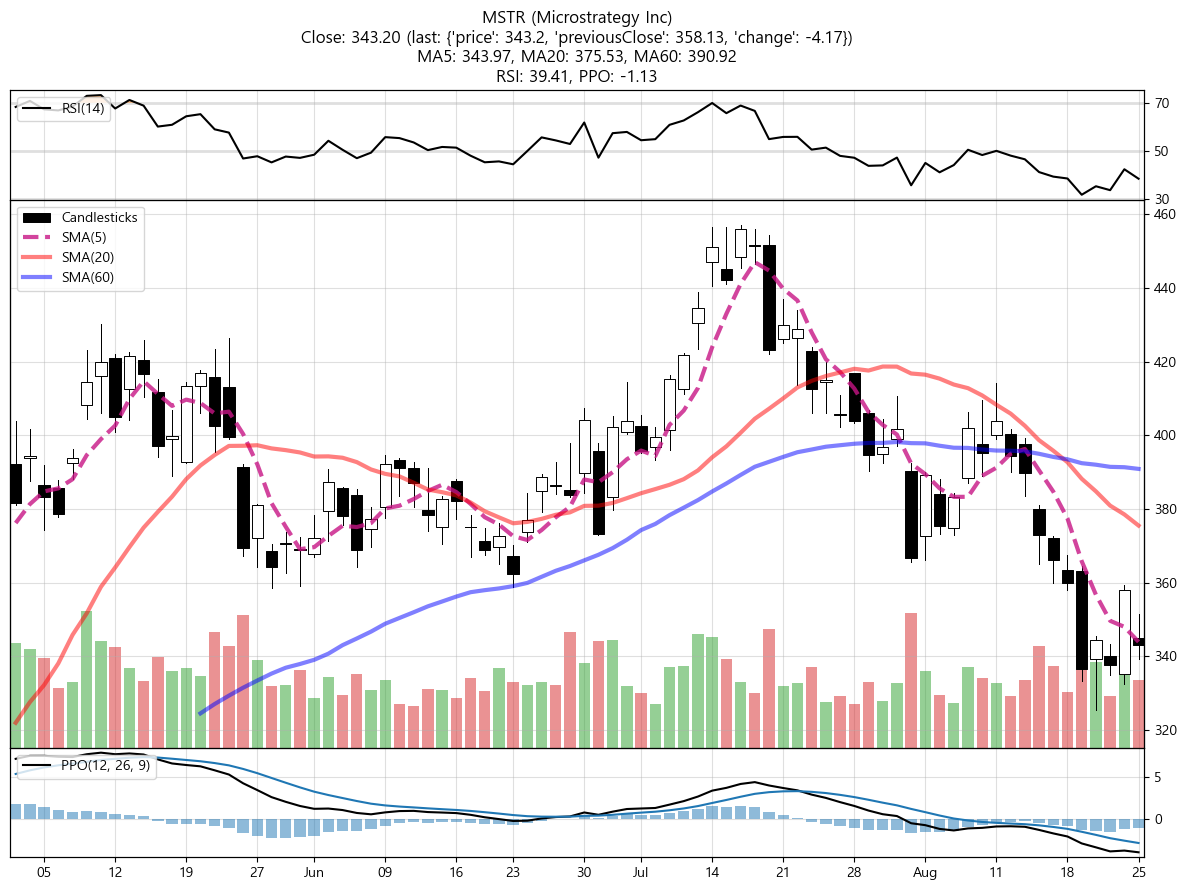 MSTR (Microstrategy Inc)
Close: 343.20 (last: {'price': 343.2, 'previousClose': 358.13, 'change': -4.17})
MA5: 343.97, MA20: 375.53, MA60: 390.92
RSI: 39.41, PPO: -1.13
RSI(14)
70
50
30
Candlesticks
SMA(5)
SMA(20)
SMA(60)
460
440
420
400
380
360
340
320
PPO(12, 26, 9)
5
0
05 12 19 27 Jun 09 16 23 Jul 14 21 28 Aug 11 18 25